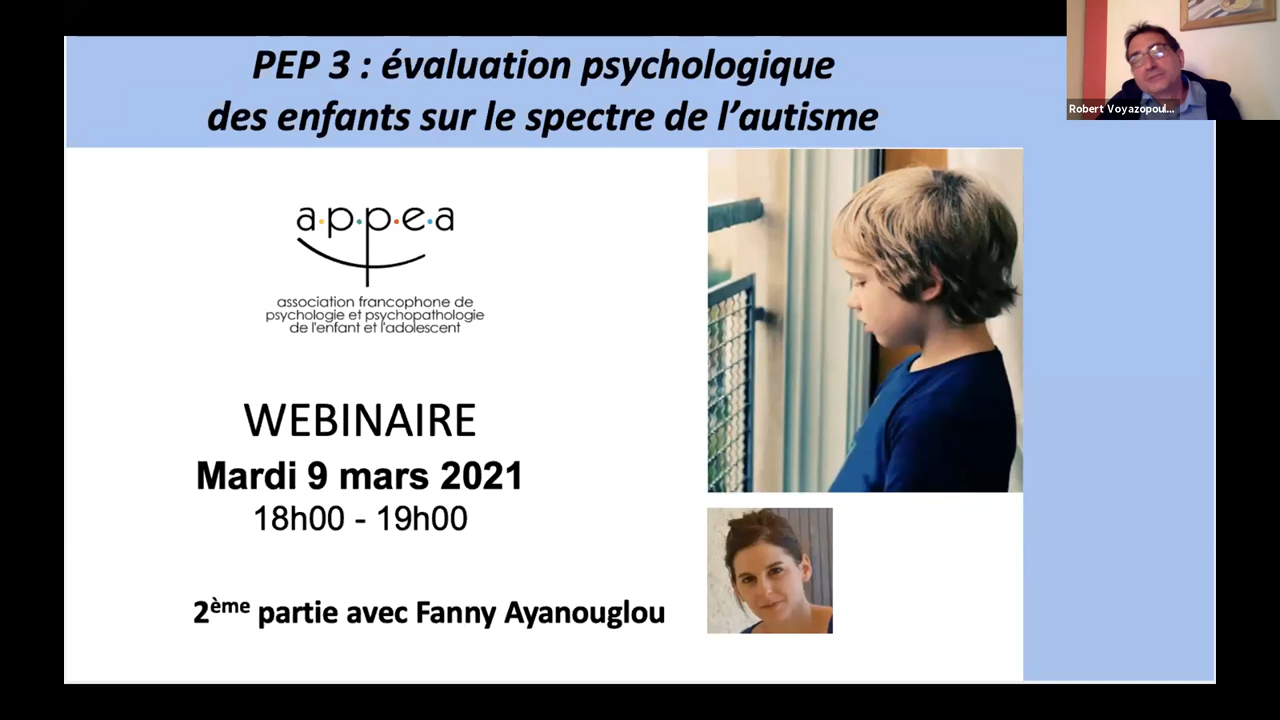 PEP 3 : évaluation psychologique
des enfants sur le spectre de l'autisme
Robert Voyazopoul...
a·p·p·e·a
association francophone de
psychologie et psychopathologie
de l'enfant et l'adolescent
WEBINAIRE
Mardi 9 mars 2021
18h00 - 19h00
2ème partie avec Fanny Ayanouglou